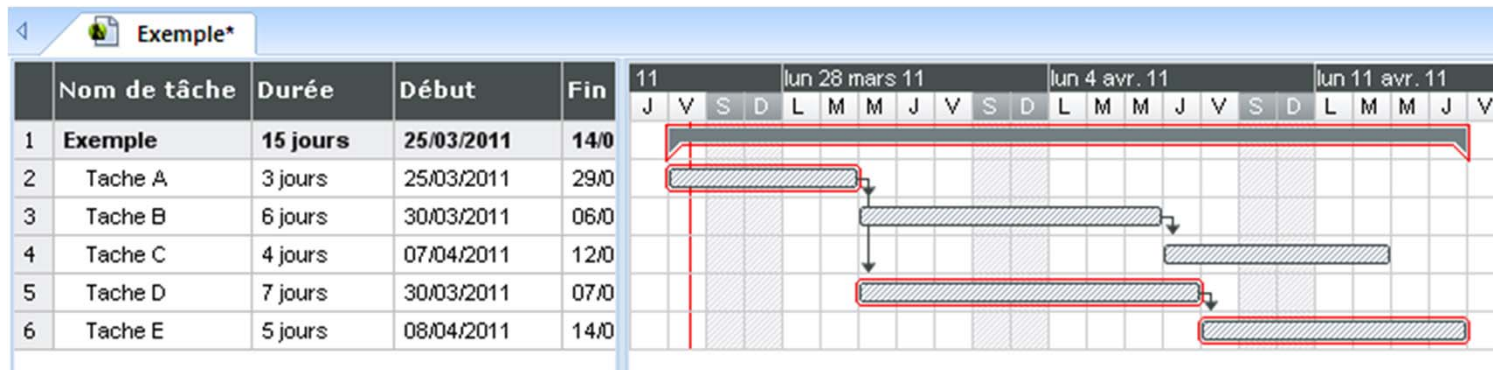 Exemple*
Nom de tâche Durée Début Fin
11 lun 28 mars 11 lun 4 avr. 11 lun 11 avr. 11
J V S D L M M J V S D L M M J V S D L M M J V
1 Exemple 15 jours 25/03/2011 14/0
2 Tache A 3 jours 25/03/2011 29/0
3 Tache B 6 jours 30/03/2011 06/0
4 Tache C 4 jours 07/04/2011 12/0
5 Tache D 7 jours 30/03/2011 07/0
6 Tache E 5 jours 08/04/2011 14/0